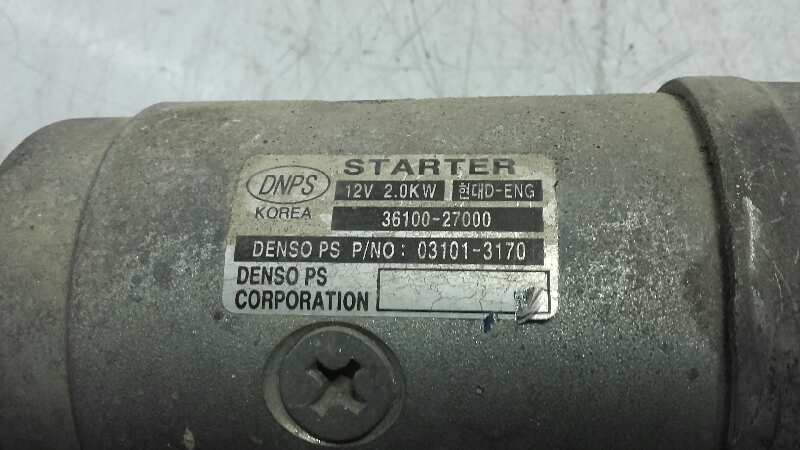 STARTER
DNPS
12V 2.0KW 현대D-ENG
KOREA
36100-27000
DENSO PS P/NO: 03101-3170
DENSO PS
CORPORATION